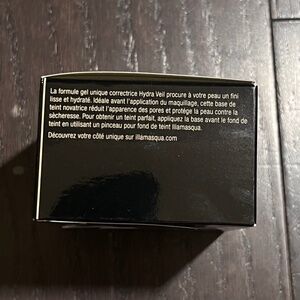 La formule gel unique correctrice Hydra Veil procure à votre peau un fini
lisse et hydraté. Idéale avant l'application du maquillage, cette base de
teint novatrice réduit l'apparence des pores et protège la peau contre la
sècheresse. Pour obtenir un teint parfait, appliquez la base avant le fond de
teint en utilisant un pinceau pour fond de teint Illamasqua.
Découvrez votre côté unique sur illamasqua.com